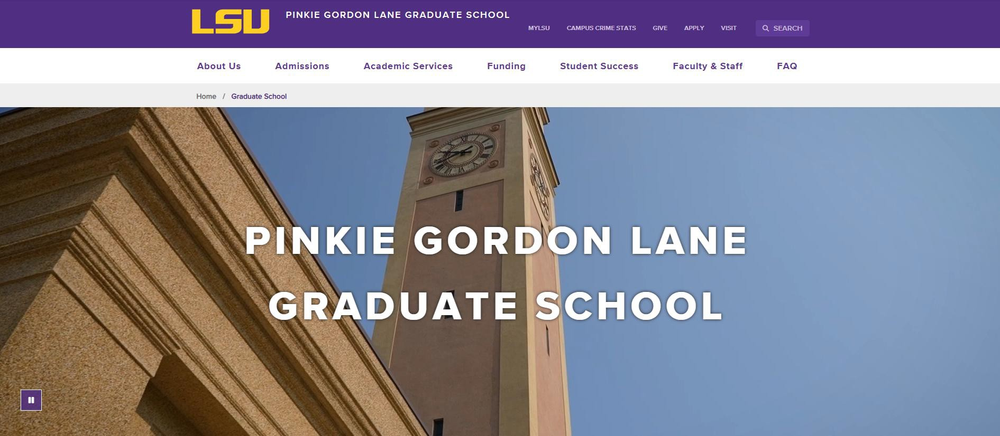 LSU
PINKIE GORDON LANE GRADUATE SCHOOL
MYLSU CAMPUS CRIME STATS GIVE APPLY VISIT SEARCH
About Us Admissions Academic Services Funding Student Success Faculty & Staff FAQ
Home / Graduate School
PINKIE GORDON LANE
GRADUATE SCHOOL